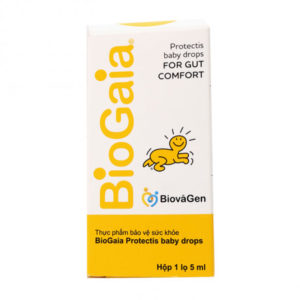 BioGaia®
Protectis
baby drops
FOR GUT
COMFORT
BiovàGen
Thực phẩm bảo vệ sức khỏe
BioGaia Protectis baby drops
Hộp 1 lọ 5 ml